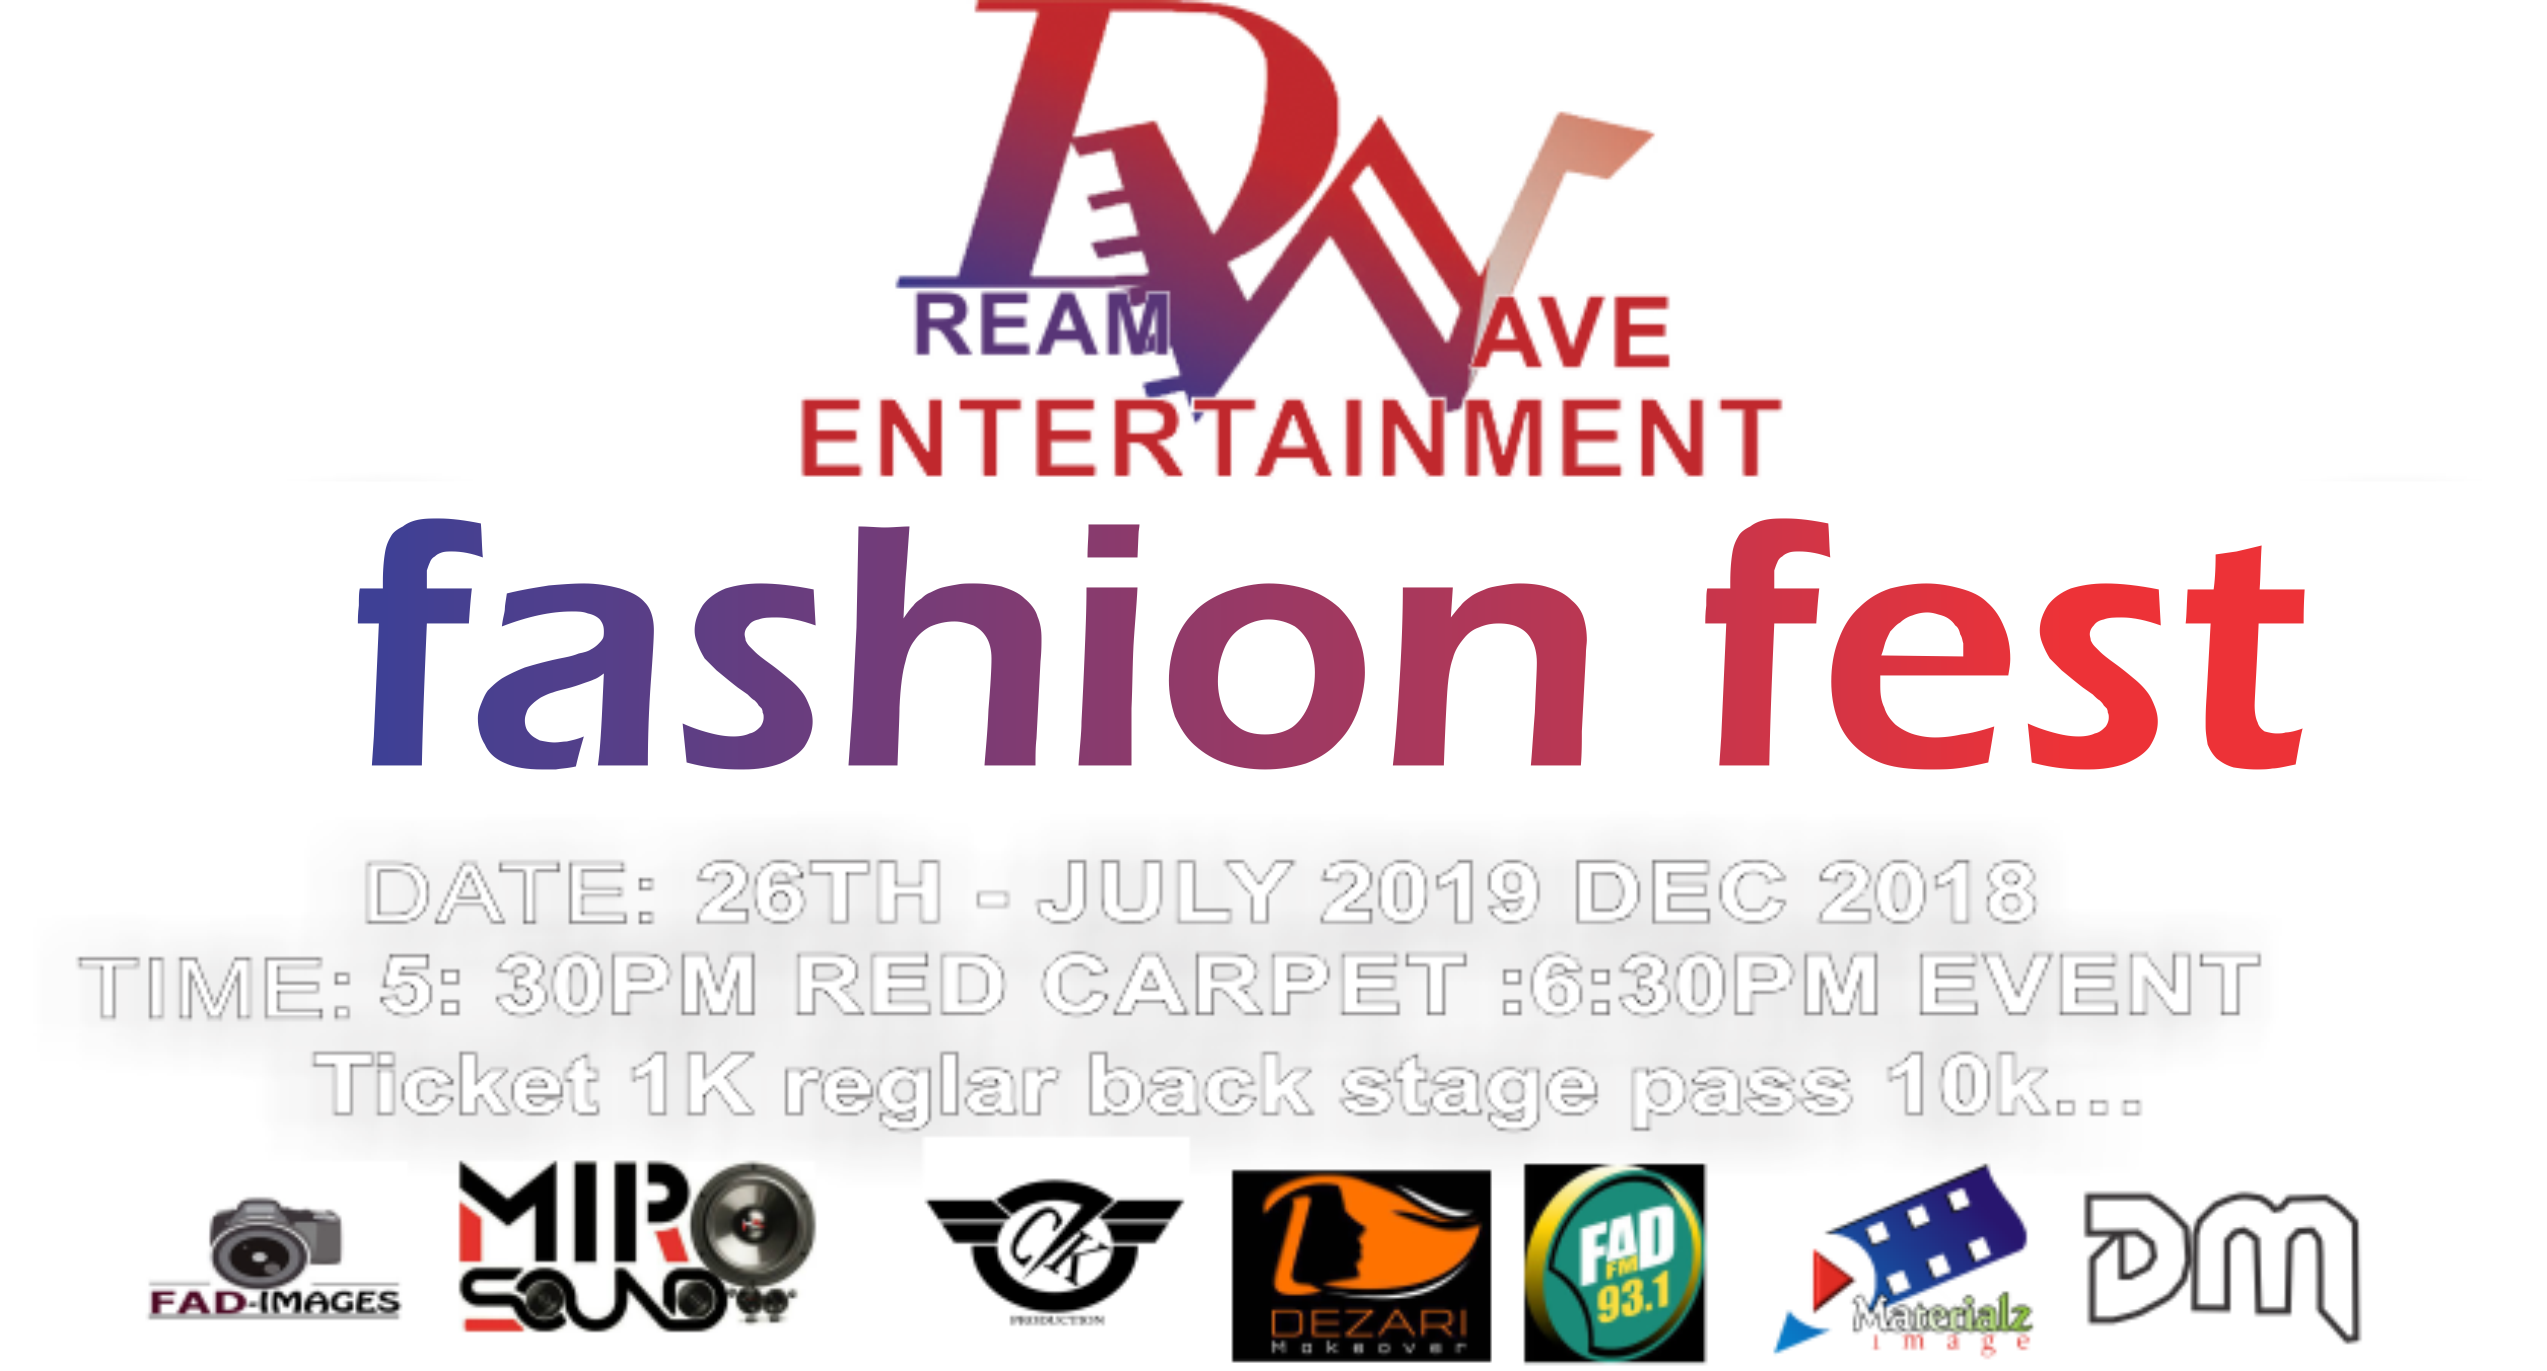 DREAM WAVE
ENTERTAINMENT
fashion fest
DATE: 26TH - JULY 2019 DEC 2018
TIME: 5: 30PM RED CARPET :6:30PM EVENT
Ticket 1K reglar back stage pass 10k...
FAD-IMAGES
MIRO
SOUND
C/K
PRODUCTION
DEZARI
Makeover
FAD
FM
93.1
Materialz
image
DM